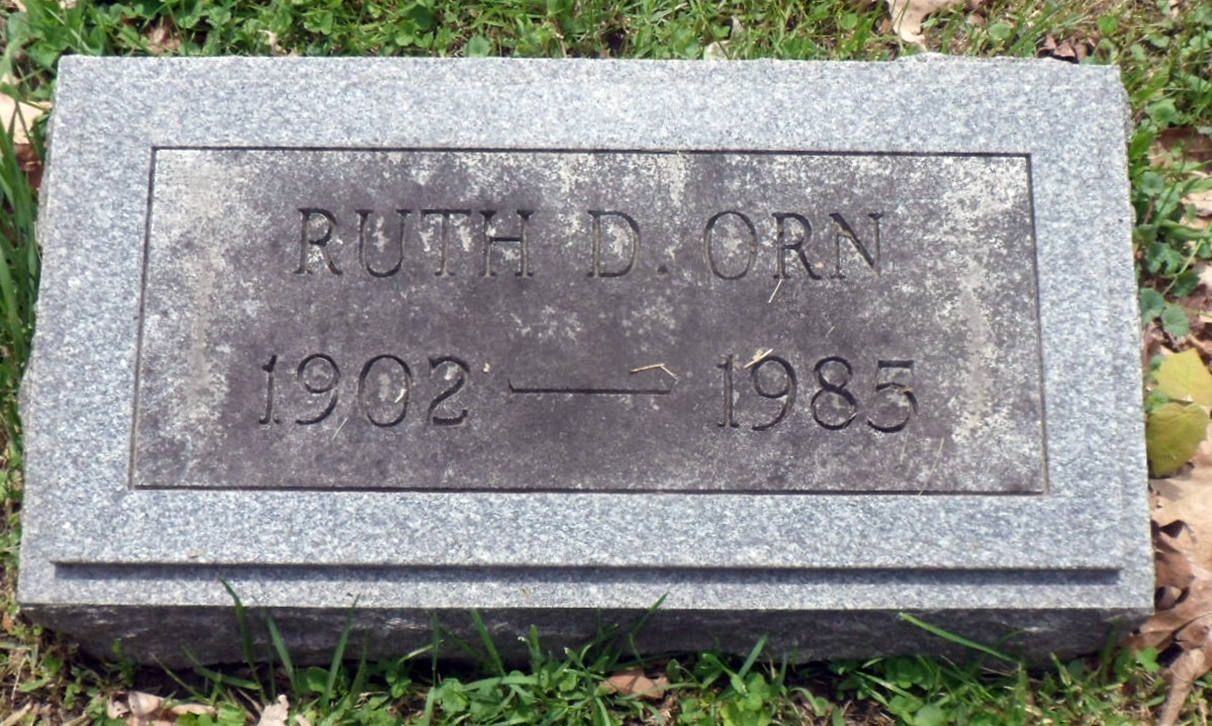 RUTH D. ORN
1902 — 1985